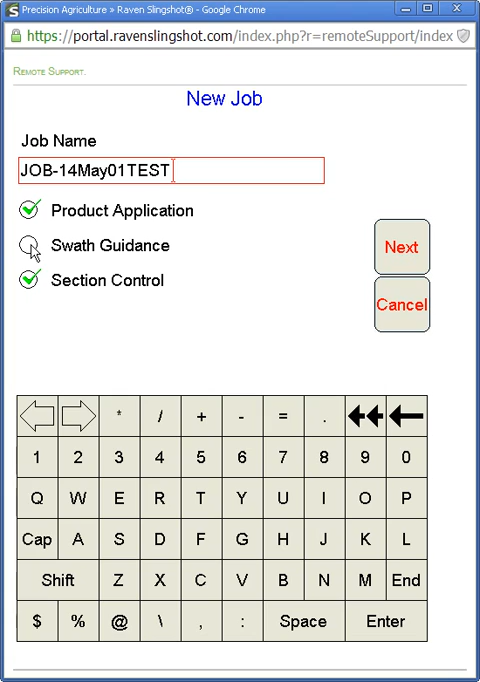 Precision Agriculture » Raven Slingshot® - Google Chrome
https://portal.ravenslingshot.com/index.php?r=remoteSupport/index
Remote Support.
New Job
Job Name
JOB-14May01TEST
Product Application
Swath Guidance
Section Control
Next
Cancel
* / + - = .
1 2 3 4 5 6 7 8 9 0
Q W E R T Y U I O P
Cap A S D F G H J K L
Shift Z X C V B N M End
$ % @ \ , : Space Enter